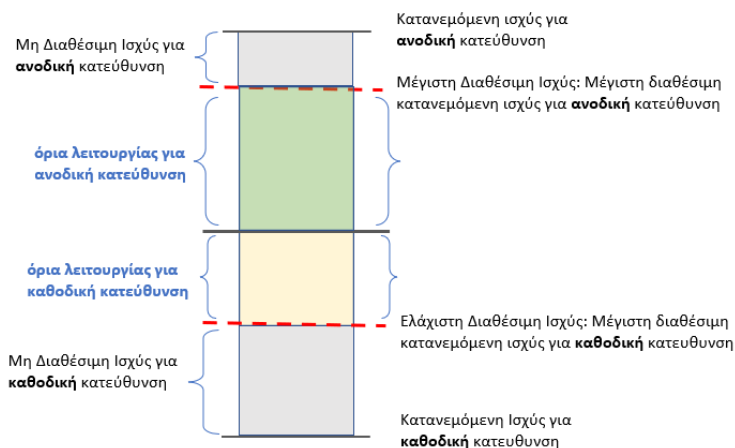 Κατανεμόμενη ισχύς για
ανοδική κατεύθυνση
Μη Διαθέσιμη Ισχύς για
ανοδική κατεύθυνση
Μέγιστη Διαθέσιμη Ισχύς: Μέγιστη διαθέσιμη
κατανεμόμενη ισχύς για ανοδική κατεύθυνση
όρια λειτουργίας για
ανοδική κατεύθυνση
όρια λειτουργίας για
καθοδική κατεύθυνση
Ελάχιστη Διαθέσιμη Ισχύς: Μέγιστη διαθέσιμη
κατανεμόμενη ισχύς για καθοδική κατευθυνση
Μη Διαθέσιμη Ισχύς για
καθοδική κατεύθυνση
Κατανεμόμενη Ισχύς για
καθοδική κατευθυνση